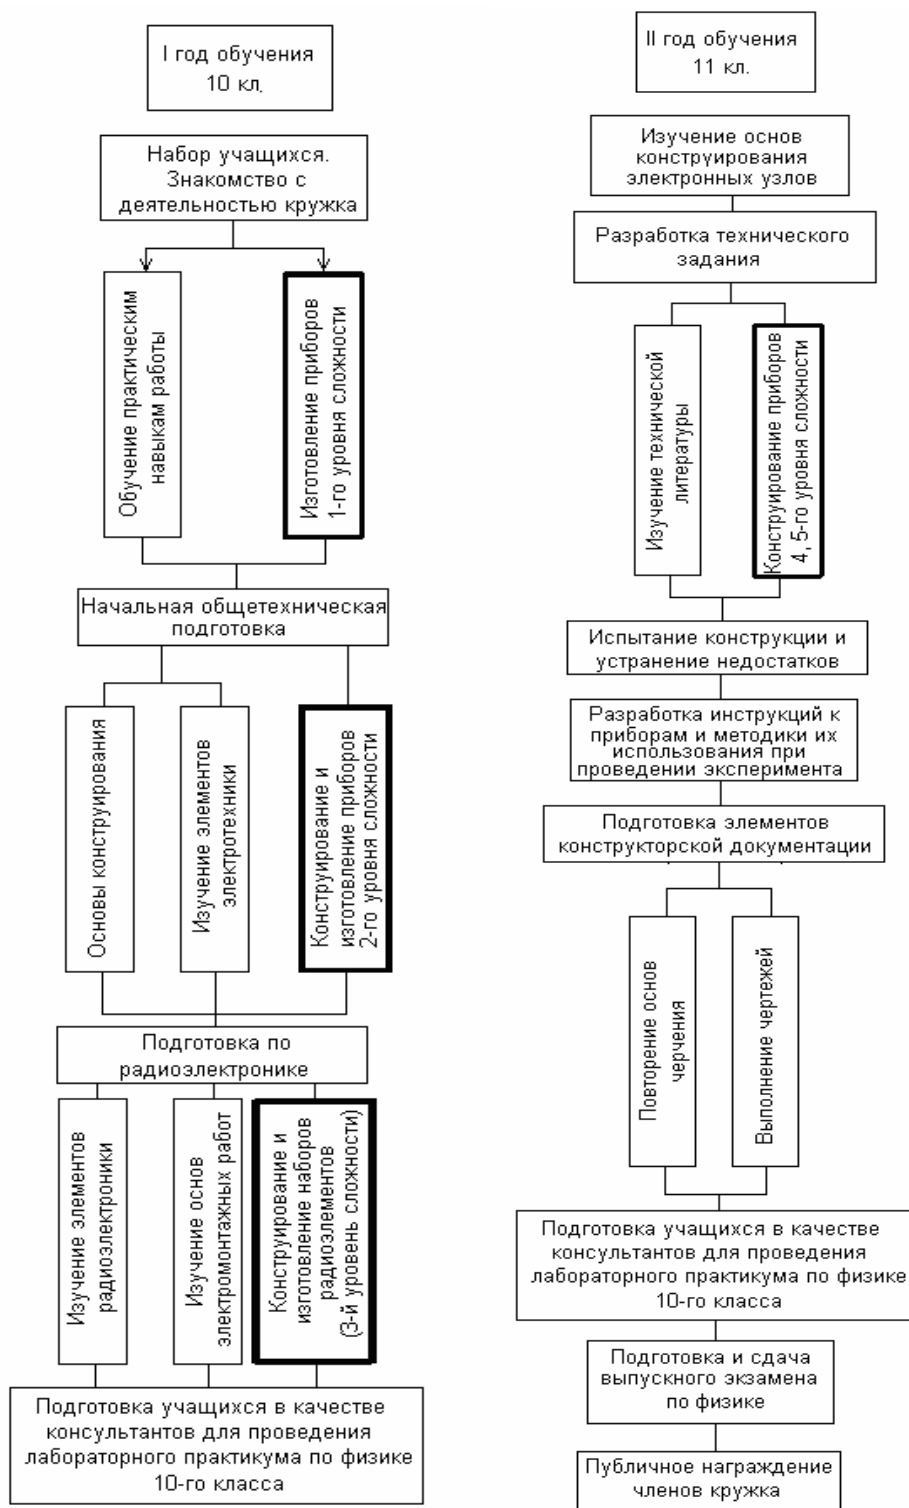 I год обучения
10 кл.
Набор учащихся.
Знакомство с
деятельностью кружка
Обучение практическим
навыкам работы
Изготовление приборов
1-го уровня сложности
Начальная общетехническая
подготовка
Основы конструирования
Изучение элементов
электротехники
Конструирование и
изготовление приборов
2-го уровня сложности
Подготовка по
радиоэлектронике
Изучение элементов
радиоэлектроники
Изучение основ
электромонтажных работ
Конструирование и
изготовление наборов
радиоэлементов
(3-й уровень сложности)
Подготовка учащихся в качестве
консультантов для проведения
лабораторного практикума по физике
10-го класса
II год обучения
11 кл.
Изучение основ
конструирования
электронных узлов
Разработка технического
задания
Изучение технической
литературы
Конструирование приборов
4, 5-го уровня сложности
Испытание конструкции и
устранение недостатков
Разработка инструкций к
приборам и методики их
использования при
проведении эксперимента
Подготовка элементов
конструкторской документации
Повторение основ
черчения
Выполнение чертежей
Подготовка учащихся в качестве
консультантов для проведения
лабораторного практикума по физике
10-го класса
Подготовка и сдача
выпускного экзамена
по физике
Публичное награждение
членов кружка